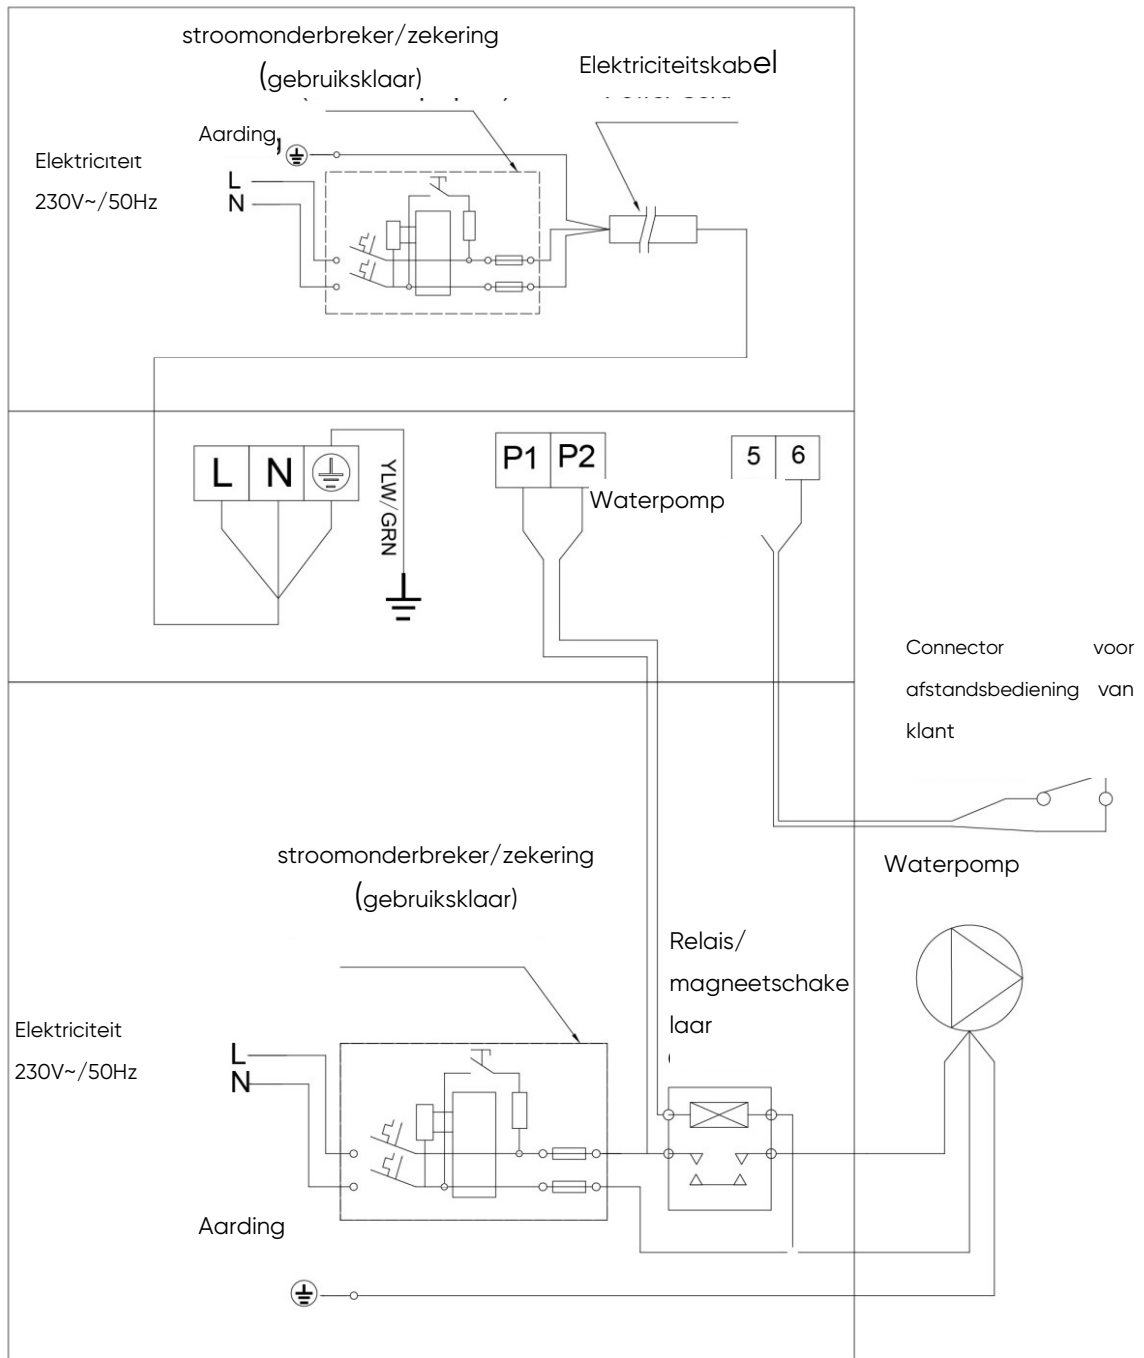 stroomonderbreker/zekering
(gebruiksklaar)
Elektriciteitskabel
Aarding
Elektriciteit
230V~/50Hz
L
N
L N
YLW/GRN
P1 P2
Waterpomp
5 6
Connector voor
afstandsbediening van
klant
stroomonderbreker/zekering
(gebruiksklaar)
Waterpomp
Relais/
magneetschake
laar
Elektriciteit
230V~/50Hz
L
N
Aarding